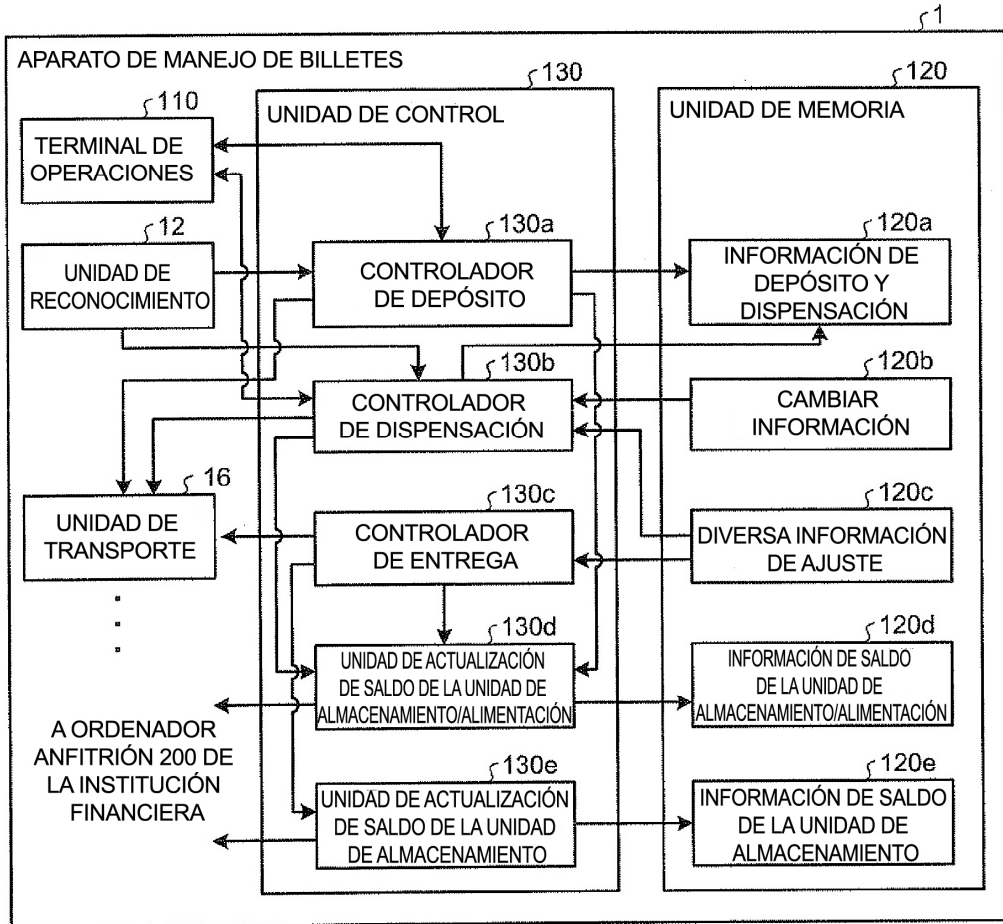 1
APARATO DE MANEJO DE BILLETES
130
120
110
UNIDAD DE CONTROL
UNIDAD DE MEMORIA
TERMINAL DE
OPERACIONES
12
130a
120a
UNIDAD DE
RECONOCIMIENTO
CONTROLADOR
DE DEPÓSITO
INFORMACIÓN DE
DEPÓSITO Y
DISPENSACIÓN
130b
120b
CONTROLADOR
DE DISPENSACIÓN
CAMBIAR
INFORMACIÓN
16
130c
120c
UNIDAD DE
TRANSPORTE
CONTROLADOR
DE ENTREGA
DIVERSA INFORMACIÓN
DE AJUSTE
130d
120d
UNIDAD DE ACTUALIZACIÓN
DE SALDO DE LA UNIDAD DE
ALMACENAMIENTO/ALIMENTACIÓN
INFORMACIÓN DE SALDO
DE LA UNIDAD DE
ALMACENAMIENTO/ALIMENTACIÓN
A ORDENADOR
ANFITRIÓN 200 DE
LA INSTITUCIÓN
FINANCIERA
130e
120e
UNIDAD DE ACTUALIZACIÓN
DE SALDO DE LA UNIDAD
DE ALMACENAMIENTO
INFORMACIÓN DE SALDO
DE LA UNIDAD DE
ALMACENAMIENTO